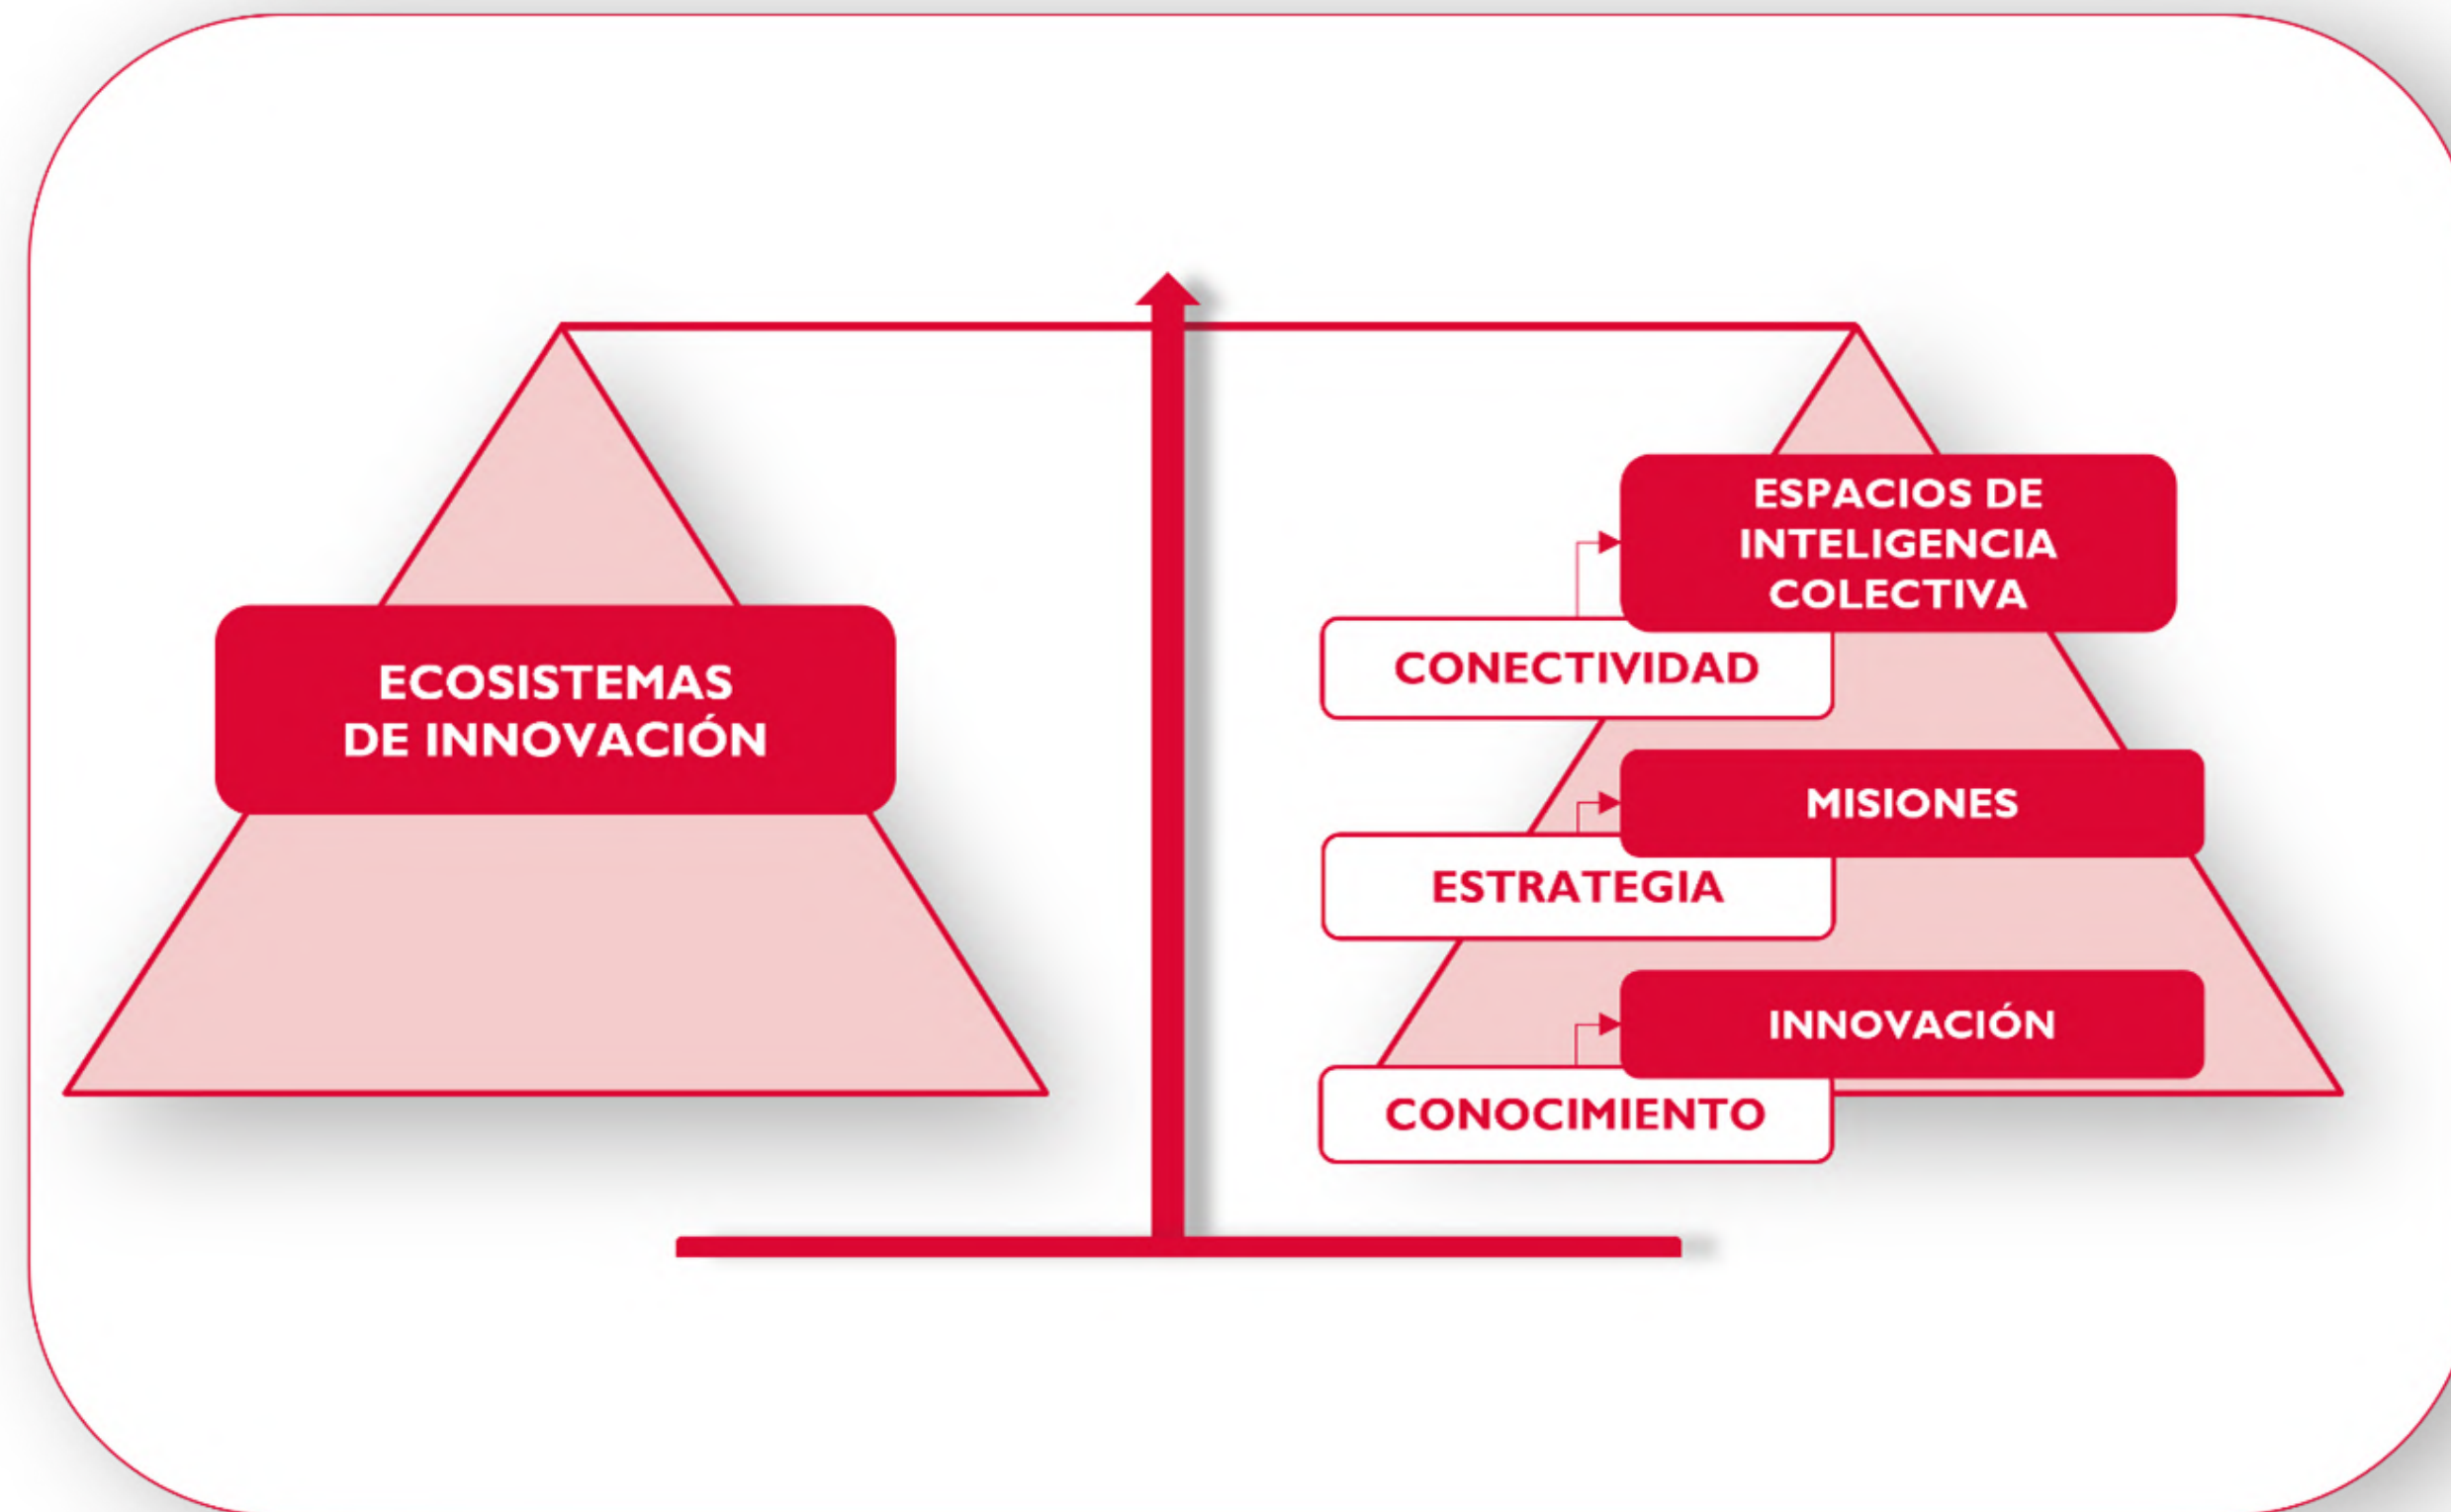 ECOSISTEMAS
DE INNOVACIÓN
ESPACIOS DE
INTELIGENCIA
COLECTIVA
CONECTIVIDAD
MISIONES
ESTRATEGIA
INNOVACIÓN
CONOCIMIENTO